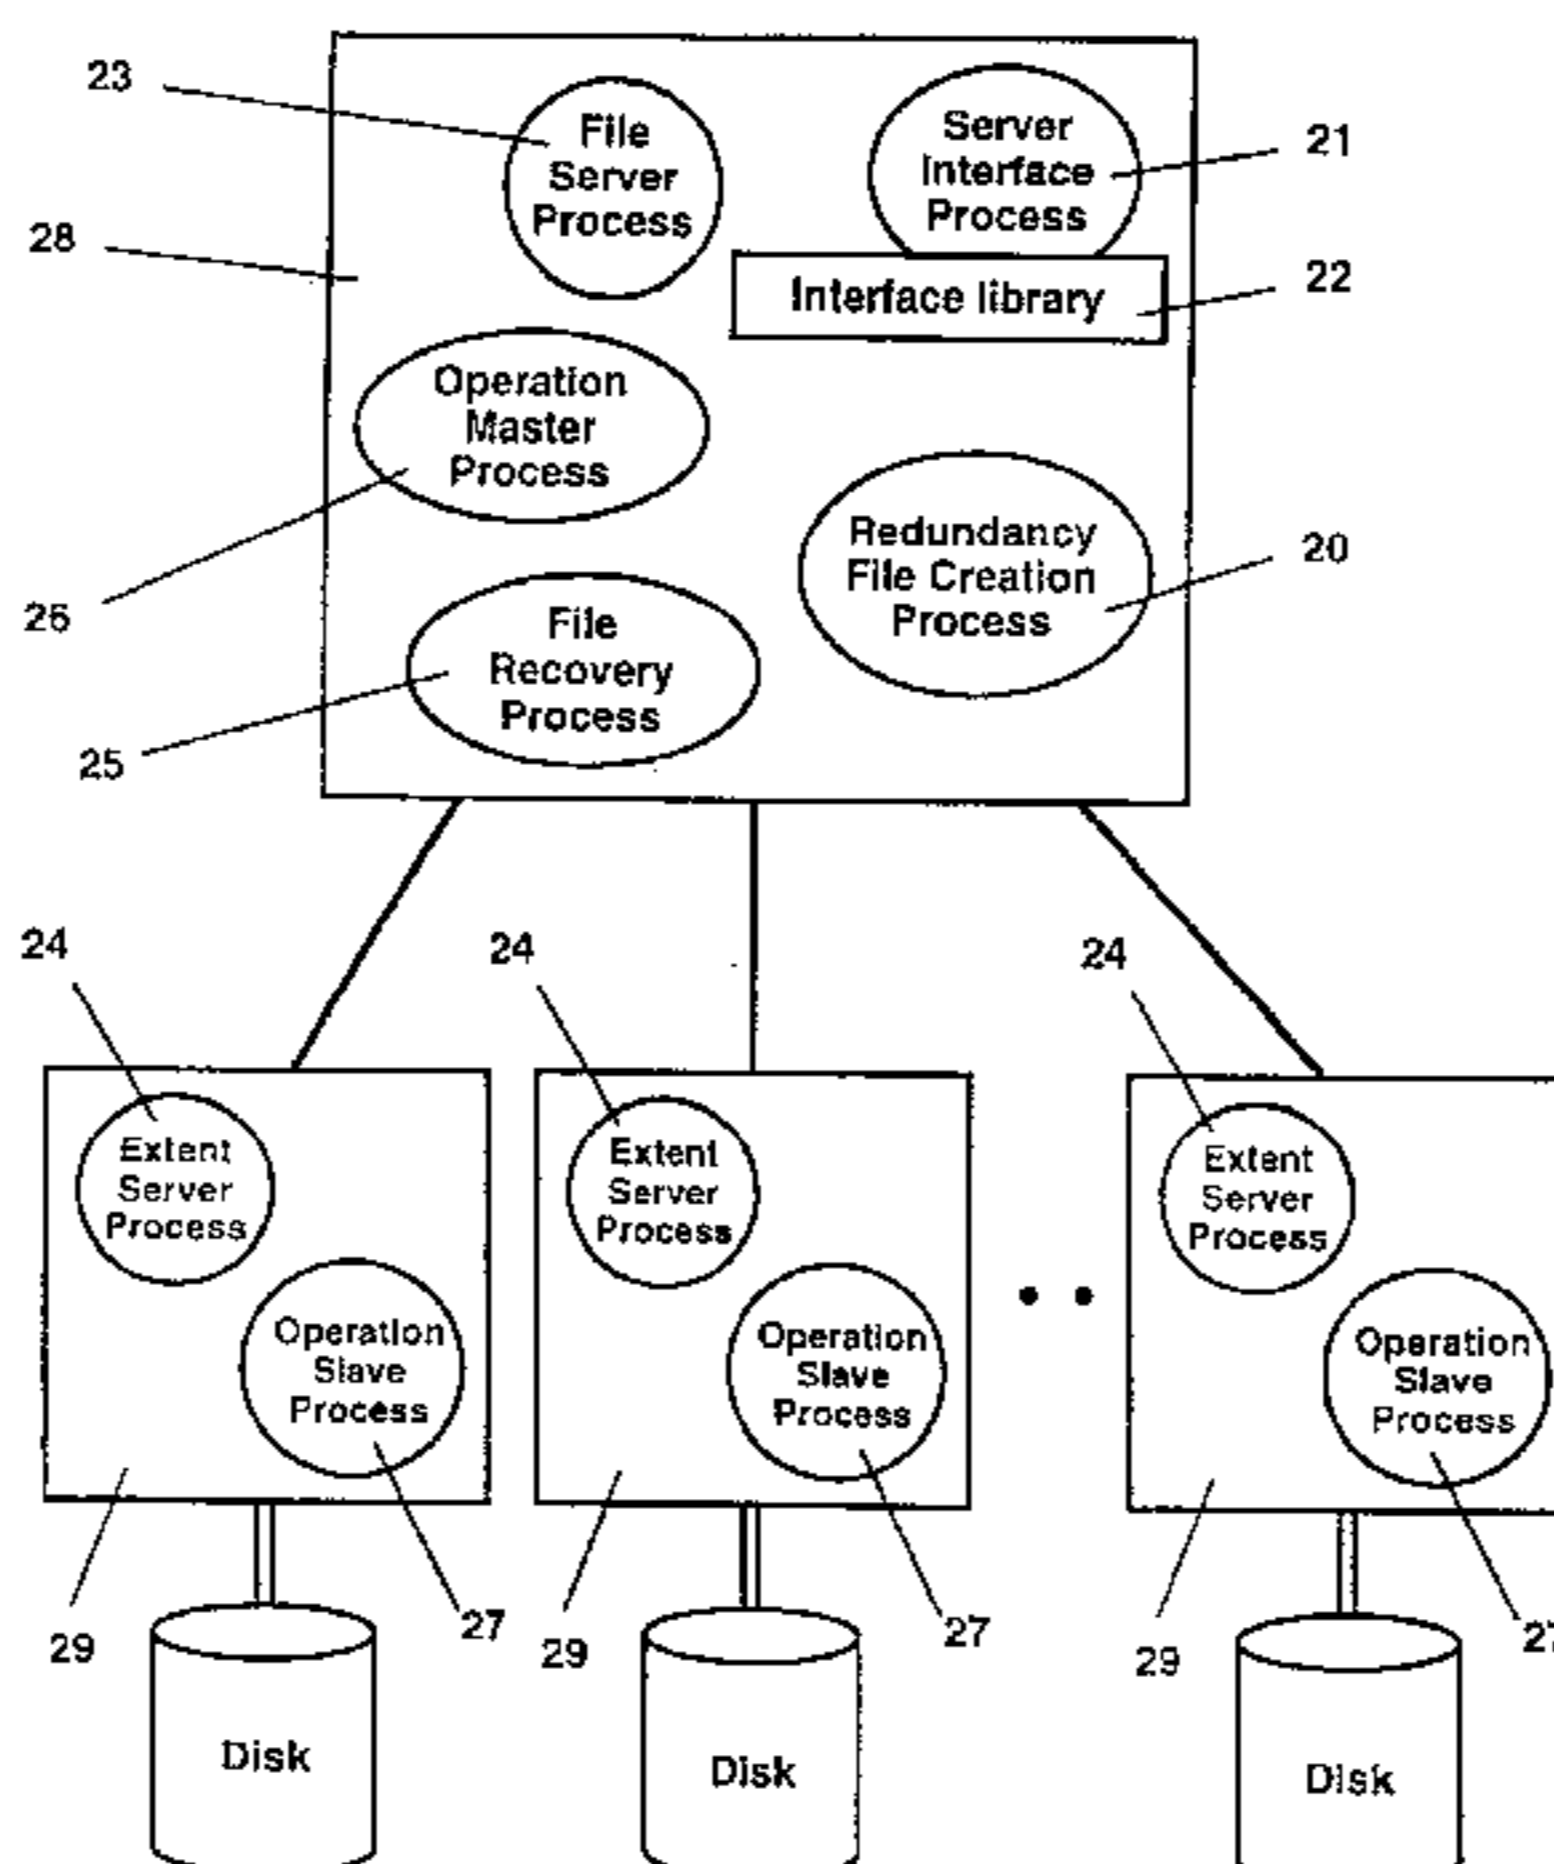 23
File
Server
Process
Server
Interface
Process
21
28
Interface library
22
Operation
Master
Process
26
Redundancy
File Creation
Process
20
File
Recovery
Process
25
24
24
24
Extent
Server
Process
Extent
Server
Process
Extent
Server
Process
Operation
Slave
Process
Operation
Slave
Process
Operation
Slave
Process
29
27
29
27
29
27
Disk
Disk
Disk